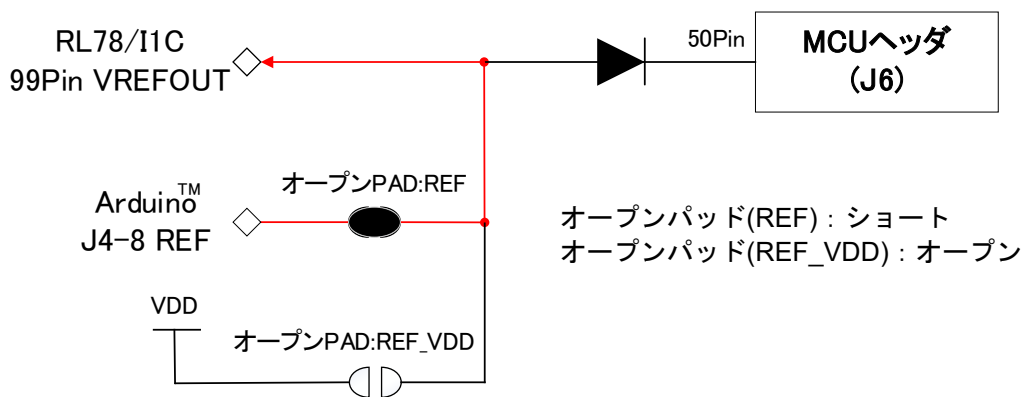 RL78/I1C
99Pin VREFOUT
50Pin
MCUヘッダ
(J6)
オープンPAD:REF
Arduino™
J4-8 REF
オープンパッド(REF)：ショート
オープンパッド(REF_VDD)：オープン
VDD
オープンPAD:REF_VDD